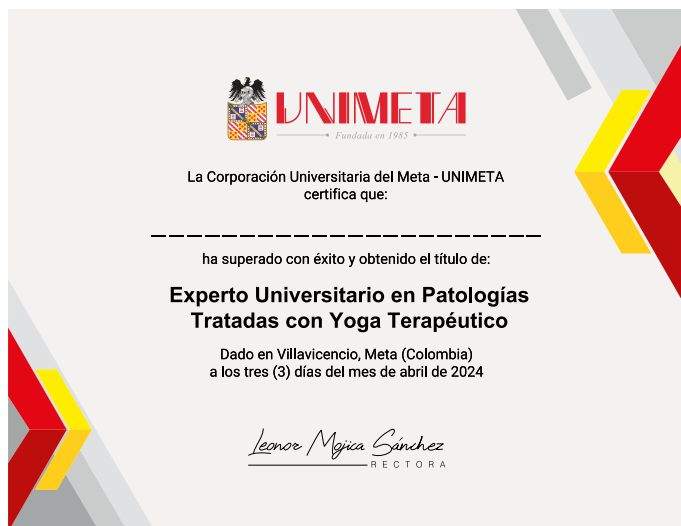 UNIMETA
Fundada en 1985
La Corporación Universitaria del Meta - UNIMETA
certifica que:
ha superado con éxito y obtenido el título de:
Experto Universitario en Patologías
Tratadas con Yoga Terapéutico
Dado en Villavicencio, Meta (Colombia)
a los tres (3) días del mes de abril de 2024
Leonor Mojica Sánchez
RECTORA